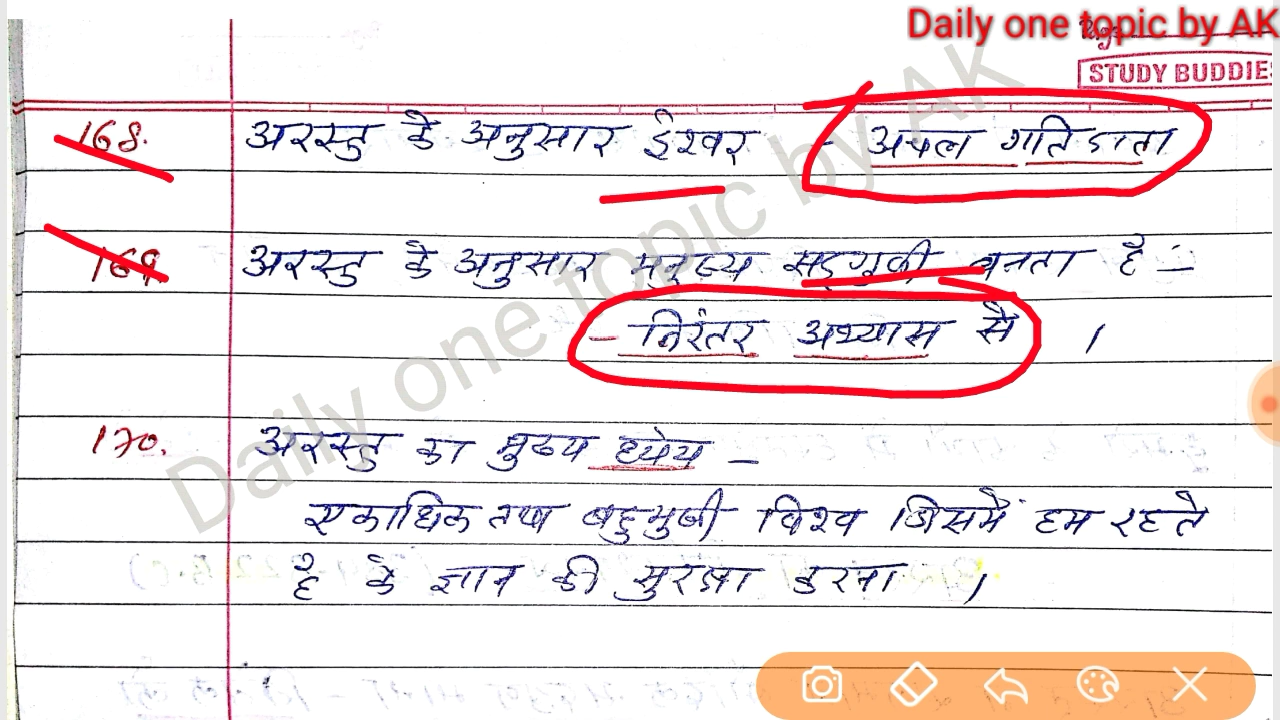 Daily one topic by AK
Page
STUDY BUDDIES
168. अरस्तु के अनुसार ईश्वर - अचल गति दाता
169 अरस्तु के अनुसार मनुष्य सद्गुणी बनता है :-
- निरंतर अभ्यास से ।
170. अरस्तु का मुख्य ध्येय -
एकाधिक तथा बहुमुखी विश्व जिसमें हम रहते
है के ज्ञान की सुरक्षा करना ।
Daily one topic by AK